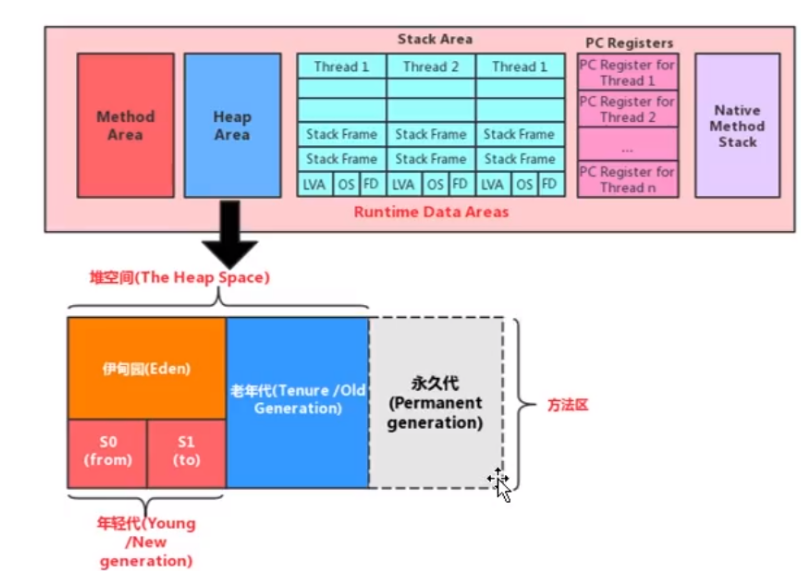 Stack Area
PC Registers
Method
Area
Heap
Area
Thread 1
Thread 2
Thread 1
Stack Frame
Stack Frame
Stack Frame
Stack Frame
Stack Frame
Stack Frame
LVA
OS
FD
LVA
OS
FD
LVA
OS
FD
PC Register for
Thread 1
PC Register for
Thread 2
...
PC Register for
Thread n
Native
Method
Stack
Runtime Data Areas
堆空间(The Heap Space)
伊甸园(Eden)
S0
(from)
S1
(to)
老年代(Tenure /Old
Generation)
永久代
(Permanent
generation)
方法区
年轻代(Young
/New
generation)